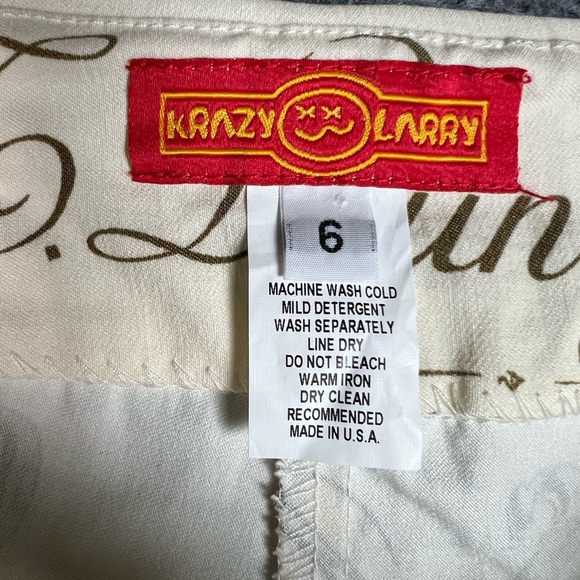 KRAZY LARRY
6
MACHINE WASH COLD
MILD DETERGENT
WASH SEPARATELY
LINE DRY
DO NOT BLEACH
WARM IRON
DRY CLEAN
RECOMMENDED
MADE IN U.S.A.